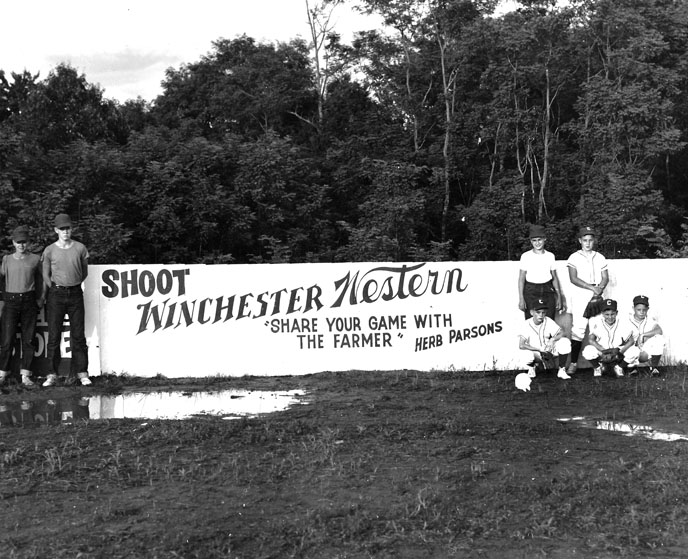 SHOOT
WINCHESTER Western
"SHARE YOUR GAME WITH
THE FARMER" HERB PARSONS
C
C
C